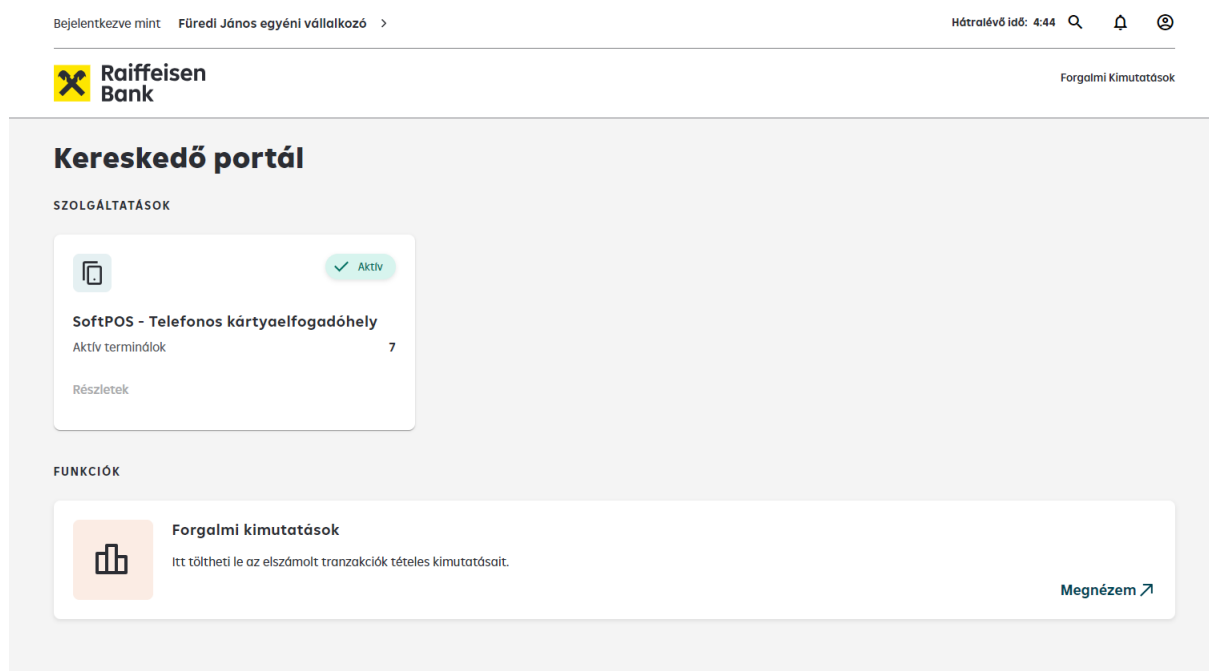 Bejelentkezve mint Füredi János egyéni vállalkozó
Hátralévő idő: 4:44
Raiffeisen
Bank
Forgalmi Kimutatások
Kereskedő portál
SZOLGÁLTATÁSOK
Aktív
SoftPOS - Telefonos kártyaelfogadóhely
Aktív terminálok 7
Részletek
FUNKCIÓK
Forgalmi kimutatások
Itt töltheti le az elszámolt tranzakciók tételes kimutatásait.
Megnézem